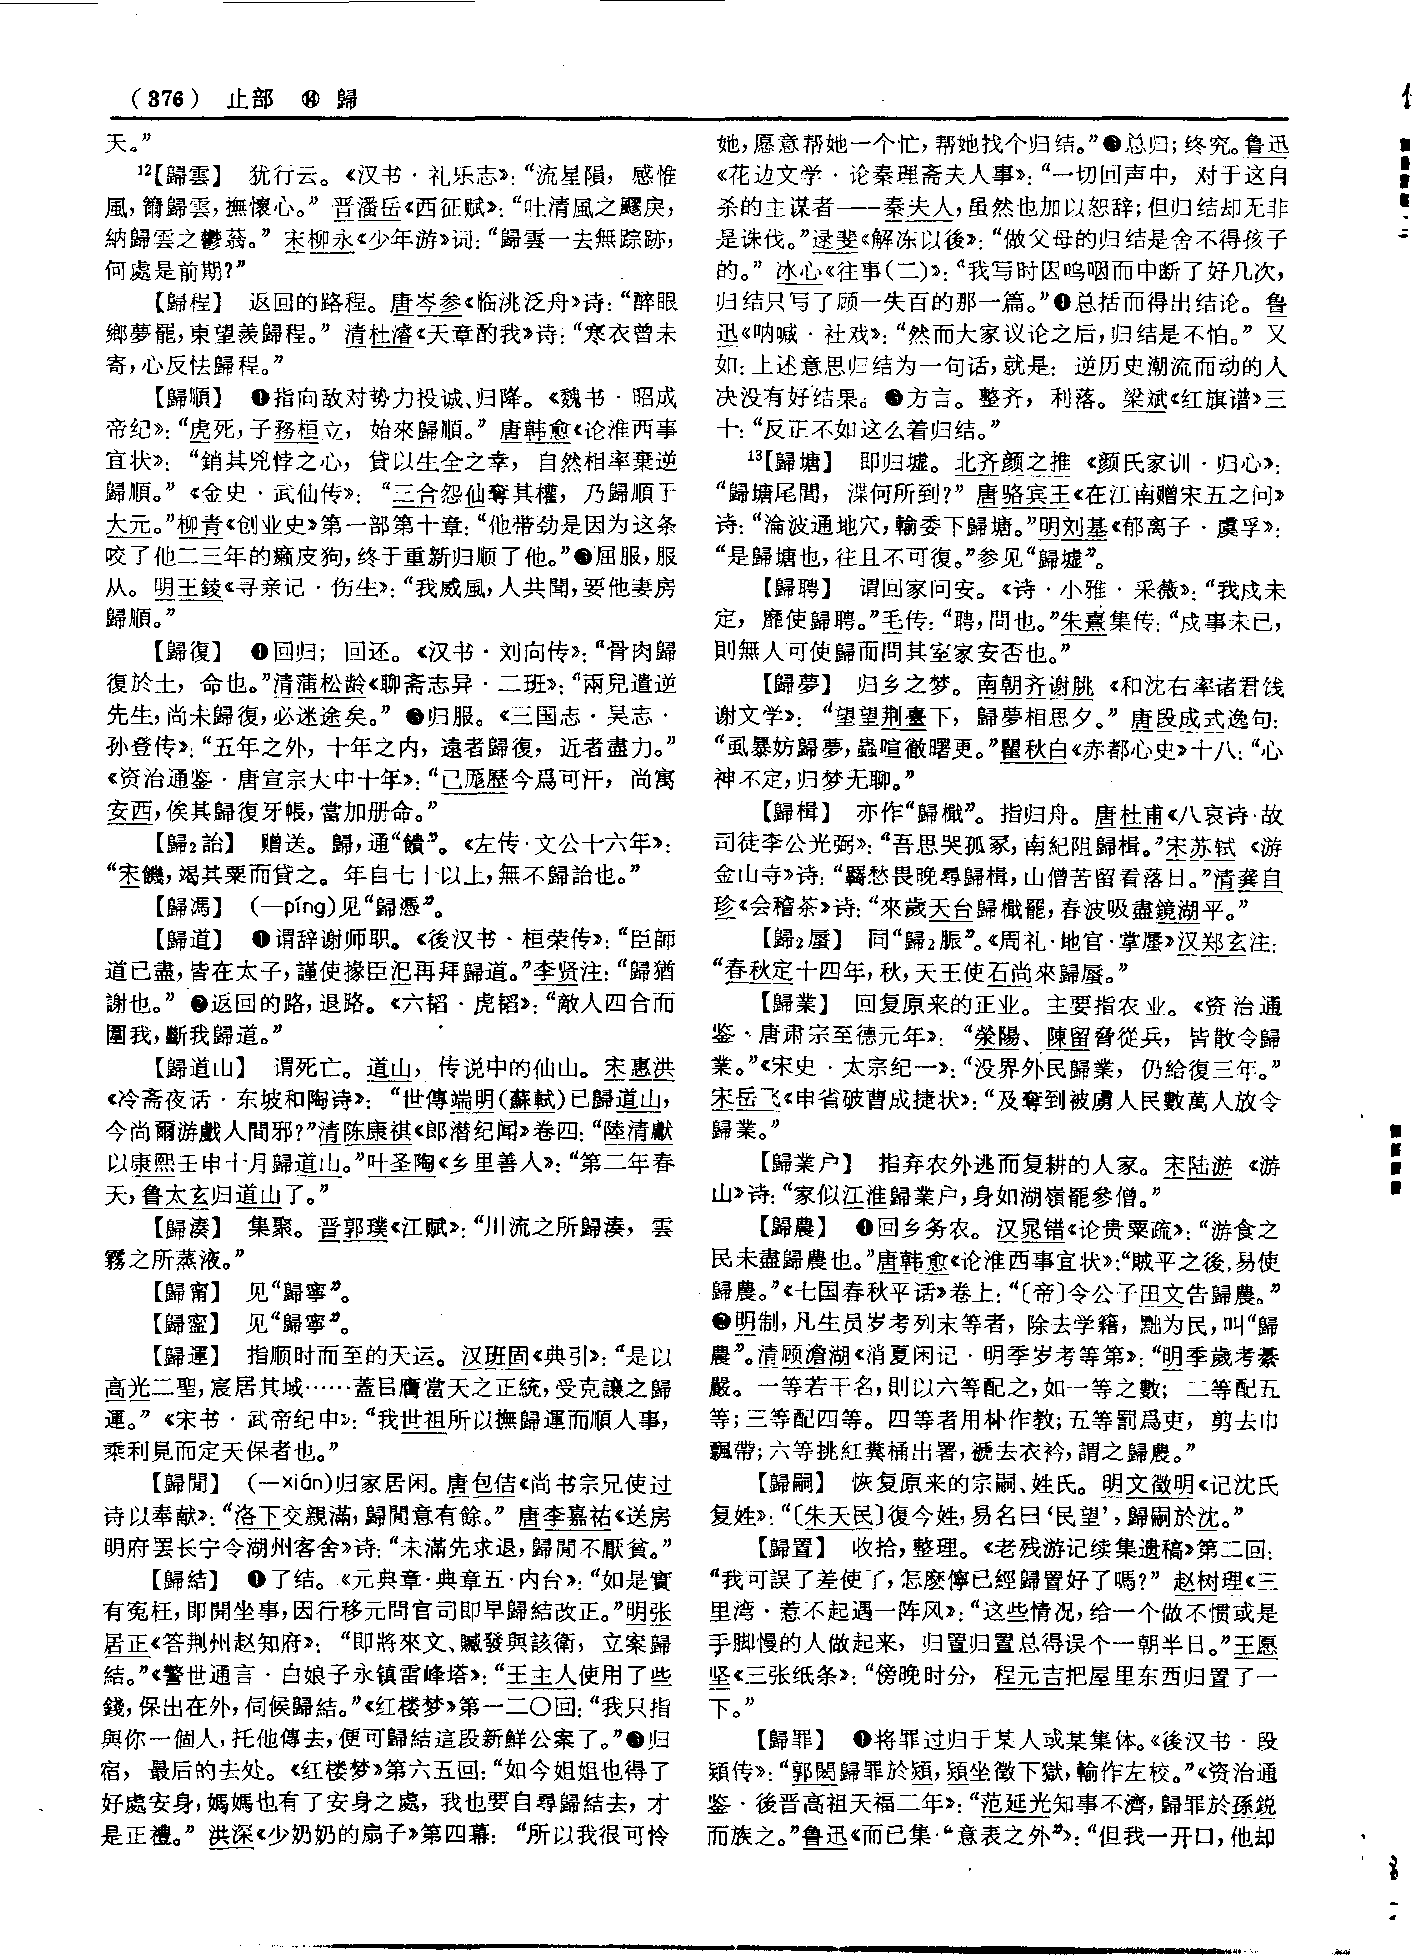 （376） 止部 ⑭ 歸
天。”
12【歸雲】 犹行云。《汉书·礼乐志》：“流星隕，感惟
風，籋歸雲，撫懷心。”晋潘岳《西征赋》：“吐清風之飂戾，
納歸雲之鬱蓊。”宋柳永《少年游》词：“歸雲一去無踪跡，
何處是前期？”
【歸程】 返回的路程。唐岑参《临洮泛舟》诗：“醉眼
鄉夢罷，東望羨歸程。”清杜濬《天章酌我》诗：“寒衣曾未
寄，心反怯歸程。”
【歸順】 ❶指向敌对势力投诚、归降。《魏书·昭成
帝纪》：“虎死，子務桓立，始來歸順。”唐韩愈《论淮西事
宜状》：“銷其兇悖之心，貸以生全之幸，自然相率棄逆
歸順。”《金史·武仙传》：“三合怨仙奪其權，乃歸順于
大元。”柳青《创业史》第一部第十章：“他带劲是因为这条
咬了他二三年的癞皮狗，终于重新归顺了他。”❷屈服，服
从。明王錂《寻亲记·伤生》：“我威風，人共聞，要他妻房
歸順。”
【歸復】 ❶回归；回还。《汉书·刘向传》：“骨肉歸
復於土，命也。”清蒲松龄《聊斋志异·二班》：“兩兒遣逆
先生，尚未歸復，必迷途矣。”❷归服。《三国志·吴志·
孙登传》：“五年之外，十年之内，遠者歸復，近者盡力。”
《资治通鉴·唐宣宗大中十年》：“已厖歷今爲可汗，尚寓
安西，俟其歸復牙帳，當加册命。”
【歸2詒】 赠送。歸，通“饋”。《左传·文公十六年》：
“宋饑，竭其粟而貸之。年自七十以上，無不歸詒也。”
【歸馮】 （—píng）见“歸憑”。
【歸道】 ❶谓辞谢师职。《後汉书·桓荣传》：“臣師
道已盡，皆在太子，謹使掾臣汜再拜歸道。”李贤注：“歸猶
謝也。”❷返回的路，退路。《六韬·虎韬》：“敵人四合而
圍我，斷我歸道。”
【歸道山】 谓死亡。道山，传说中的仙山。宋惠洪
《冷斋夜话·东坡和陶诗》：“世傳端明（蘇軾）已歸道山，
今尚爾游戲人間邪？”清陈康祺《郎潜纪闻》卷四：“陸清獻
以康熙壬申十月歸道山。”叶圣陶《乡里善人》：“第二年春
天，鲁太玄归道山了。”
【歸湊】 集聚。晋郭璞《江赋》：“川流之所歸湊，雲
霧之所蒸液。”
【歸甯】 见“歸寧”。
【歸寍】 见“歸寧”。
【歸運】 指顺时而至的天运。汉班固《典引》：“是以
高光二聖，宸居其域……蓋㠯膺當天之正統，受克讓之歸
運。”《宋书·武帝纪中》：“我世祖所以撫歸運而順人事，
乘利見而定天保者也。”
【歸閒】 （—xián）归家居闲。唐包佶《尚书宗兄使过
诗以奉献》：“洛下交親滿，歸閒意有餘。”唐李嘉祐《送房
明府罢长宁令湖州客舍》诗：“未滿先求退，歸閒不厭貧。”
【歸結】 ❶了结。《元典章·典章五·内台》：“如是實
有寃枉，即開坐事，因行移元問官司即早歸結改正。”明张
居正《答荆州赵知府》：“即將來文、贓發與該衛，立案歸
結。”《警世通言·白娘子永镇雷峰塔》：“王主人使用了些
錢，保出在外，伺候歸結。”《红楼梦》第一二〇回：“我只指
與你一個人，托他傳去，便可歸結這段新鮮公案了。”❷归
宿，最后的去处。《红楼梦》第六五回：“如今姐姐也得了
好處安身，媽媽也有了安身之處，我也要自尋歸結去，才
是正禮。”洪深《少奶奶的扇子》第四幕：“所以我很可怜
她，愿意帮她一个忙，帮她找个归结。”❸总归；终究。鲁迅
《花边文学·论秦理斋夫人事》：“一切回声中，对于这自
杀的主谋者——秦夫人，虽然也加以恕辞；但归结却无非
是诛伐。”逯斐《解冻以後》：“做父母的归结是舍不得孩子
的。”冰心《往事（二）》：“我写时因呜咽而中断了好几次，
归结只写了顾一失百的那一篇。”❹总括而得出结论。鲁
迅《呐喊·社戏》：“然而大家议论之后，归结是不怕。”又
如：上述意思归结为一句话，就是：逆历史潮流而动的人
决没有好结果。❺方言。整齐，利落。梁斌《红旗谱》三
十：“反正不如这么着归结。”
13【歸塘】 即归墟。北齐颜之推《颜氏家训·归心》：
“歸塘尾閭，渫何所到？”唐骆宾王《在江南赠宋五之问》
诗：“淪波通地穴，輸委下歸塘。”明刘基《郁离子·虞孚》：
“是歸塘也，往且不可復。”参见“歸墟”。
【歸聘】 谓回家问安。《诗·小雅·采薇》：“我戍未
定，靡使歸聘。”毛传：“聘，問也。”朱熹集传：“戍事未已，
則無人可使歸而問其室家安否也。”
【歸夢】 归乡之梦。南朝齐谢朓《和沈右率诸君饯
谢文学》：“望望荆臺下，歸夢相思夕。”唐段成式逸句：
“虱暴妨歸夢，蟲喧徹曙更。”瞿秋白《赤都心史》十八：“心
神不定，归梦无聊。”
【歸楫】 亦作“歸檝”。指归舟。唐杜甫《八哀诗·故
司徒李公光弼》：“吾思哭孤冢，南紀阻歸楫。”宋苏轼《游
金山寺》诗：“羈愁畏晚尋歸楫，山僧苦留看落日。”清龚自
珍《会稽茶》诗：“來歲天台歸檝罷，春波吸盡鏡湖平。”
【歸2蜃】 同“歸2脤”。《周礼·地官·掌蜃》汉郑玄注：
“春秋定十四年，秋，天王使石尚來歸蜃。”
【歸業】 回复原来的正业。主要指农业。《资治通
鉴·唐肃宗至德元年》：“滎陽、陳留脅從兵，皆散令歸
業。”《宋史·太宗纪一》：“没界外民歸業，仍給復三年。”
宋岳飞《申省破曹成捷状》：“及奪到被虜人民數萬人放令
歸業。”
【歸業户】 指弃农外逃而复耕的人家。宋陆游《游
山》诗：“家似江淮歸業户，身如湖嶺罷參僧。”
【歸農】 ❶回乡务农。汉晁错《论贵粟疏》：“游食之
民未盡歸農也。”唐韩愈《论淮西事宜状》：“賊平之後，易使
歸農。”《七国春秋平话》卷上：“〔帝〕令公子田文告歸農。”
❷明制，凡生员岁考列末等者，除去学籍，黜为民，叫“歸
農”。清顾澹湖《消夏闲记·明季岁考等第》：“明季歲考綦
嚴。一等若干名，則以六等配之，如一等之數；二等配五
等；三等配四等。四等者用朴作教；五等罰爲吏，剪去巾
飄帶；六等挑紅糞桶出署，褫去衣衿，謂之歸農。”
【歸嗣】 恢复原来的宗嗣、姓氏。明文徵明《记沈氏
复姓》：“〔朱天民〕復今姓，易名曰‘民望’，歸嗣於沈。”
【歸置】 收拾，整理。《老残游记续集遗稿》第二回：
“我可誤了差使了，怎麽儜已經歸置好了嗎？”赵树理《三
里湾·惹不起遇一阵风》：“这些情况，给一个做不惯或是
手脚慢的人做起来，归置归置总得误个一朝半日。”王愿
坚《三张纸条》：“傍晚时分，程元吉把屋里东西归置了一
下。”
【歸罪】 ❶将罪过归于某人或某集体。《後汉书·段
熲传》：“郭閎歸罪於熲，熲坐徵下獄，輸作左校。”《资治通
鉴·後晋高祖天福二年》：“范延光知事不濟，歸罪於孫鋭
而族之。”鲁迅《而已集·“意表之外”》：“但我一开口，他却